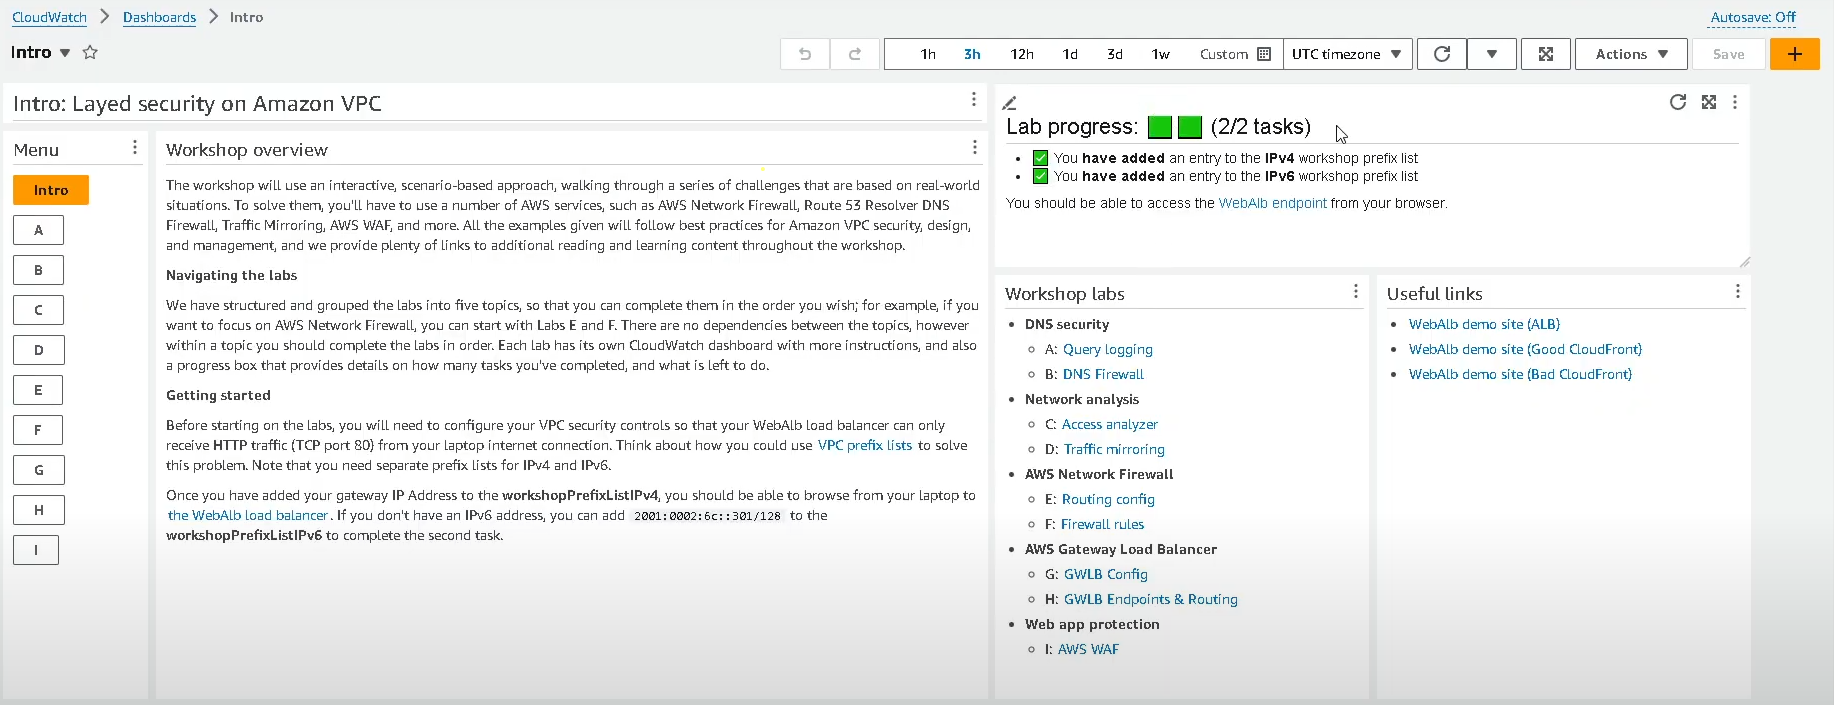 CloudWatch > Dashboards > Intro
Autosave: Off
Intro
1h 3h 12h 1d 3d 1w Custom UTC timezone Actions Save +
Intro: Layed security on Amazon VPC
Menu
Intro
A
B
C
D
E
F
G
H
I
Workshop overview
The workshop will use an interactive, scenario-based approach, walking through a series of challenges that are based on real-world
situations. To solve them, you'll have to use a number of AWS services, such as AWS Network Firewall, Route 53 Resolver DNS
Firewall, Traffic Mirroring, AWS WAF, and more. All the examples given will follow best practices for Amazon VPC security, design,
and management, and we provide plenty of links to additional reading and learning content throughout the workshop.
Navigating the labs
We have structured and grouped the labs into five topics, so that you can complete them in the order you wish; for example, if you
want to focus on AWS Network Firewall, you can start with Labs E and F. There are no dependencies between the topics, however
within a topic you should complete the labs in order. Each lab has its own CloudWatch dashboard with more instructions, and also
a progress box that provides details on how many tasks you've completed, and what is left to do.
Getting started
Before starting on the labs, you will need to configure your VPC security controls so that your WebAlb load balancer can only
receive HTTP traffic (TCP port 80) from your laptop internet connection. Think about how you could use VPC prefix lists to solve
this problem. Note that you need separate prefix lists for IPv4 and IPv6.
Once you have added your gateway IP Address to the workshopPrefixListIPv4, you should be able to browse from your laptop to
the WebAlb load balancer. If you don't have an IPv6 address, you can add 2001:0002:6c::301/128 to the
workshopPrefixListIPv6 to complete the second task.
Lab progress: (2/2 tasks)
You have added an entry to the IPv4 workshop prefix list
You have added an entry to the IPv6 workshop prefix list
You should be able to access the WebAlb endpoint from your browser.
Workshop labs
DNS security
A: Query logging
B: DNS Firewall
Network analysis
C: Access analyzer
D: Traffic mirroring
AWS Network Firewall
E: Routing config
F: Firewall rules
AWS Gateway Load Balancer
G: GWLB Config
H: GWLB Endpoints & Routing
Web app protection
I: AWS WAF
Useful links
WebAlb demo site (ALB)
WebAlb demo site (Good CloudFront)
WebAlb demo site (Bad CloudFront)